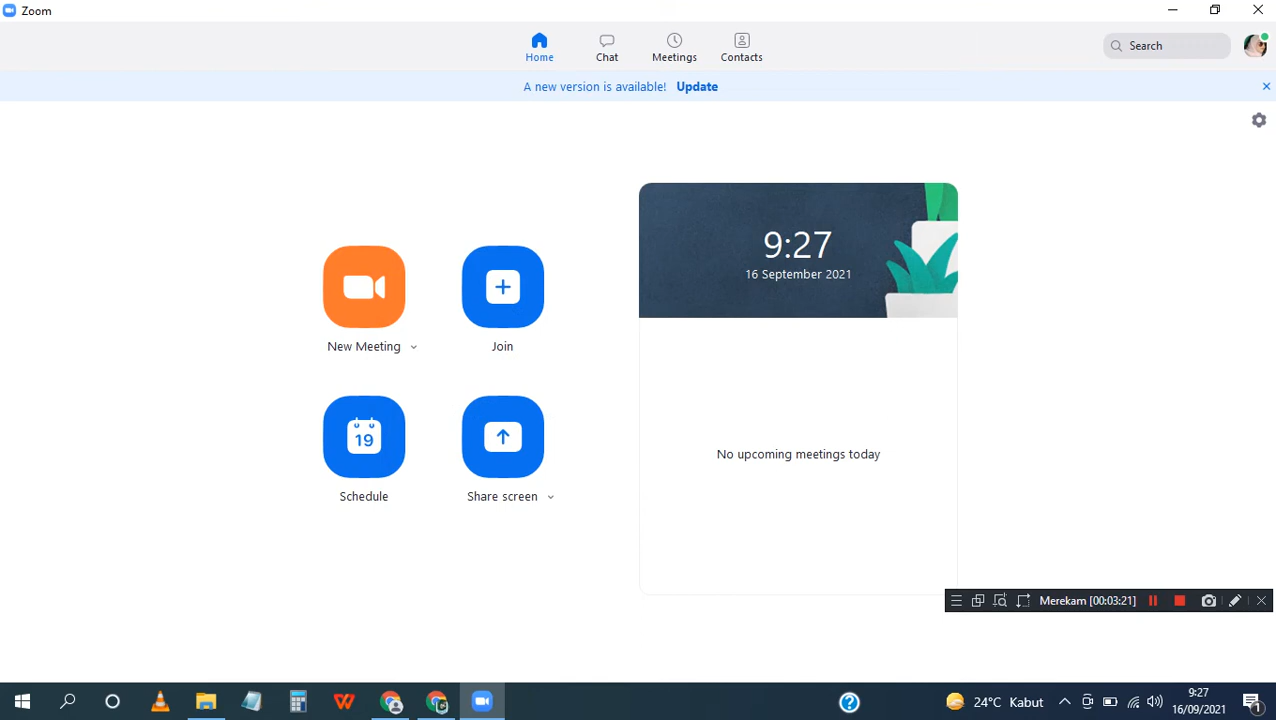 Zoom
Home
Chat
Meetings
Contacts
Search
A new version is available! Update
9:27
16 September 2021
New Meeting
Join
19
Schedule
Share screen
No upcoming meetings today
Merekam [00:03:21]
24°C Kabut
9:27
16/09/2021
1